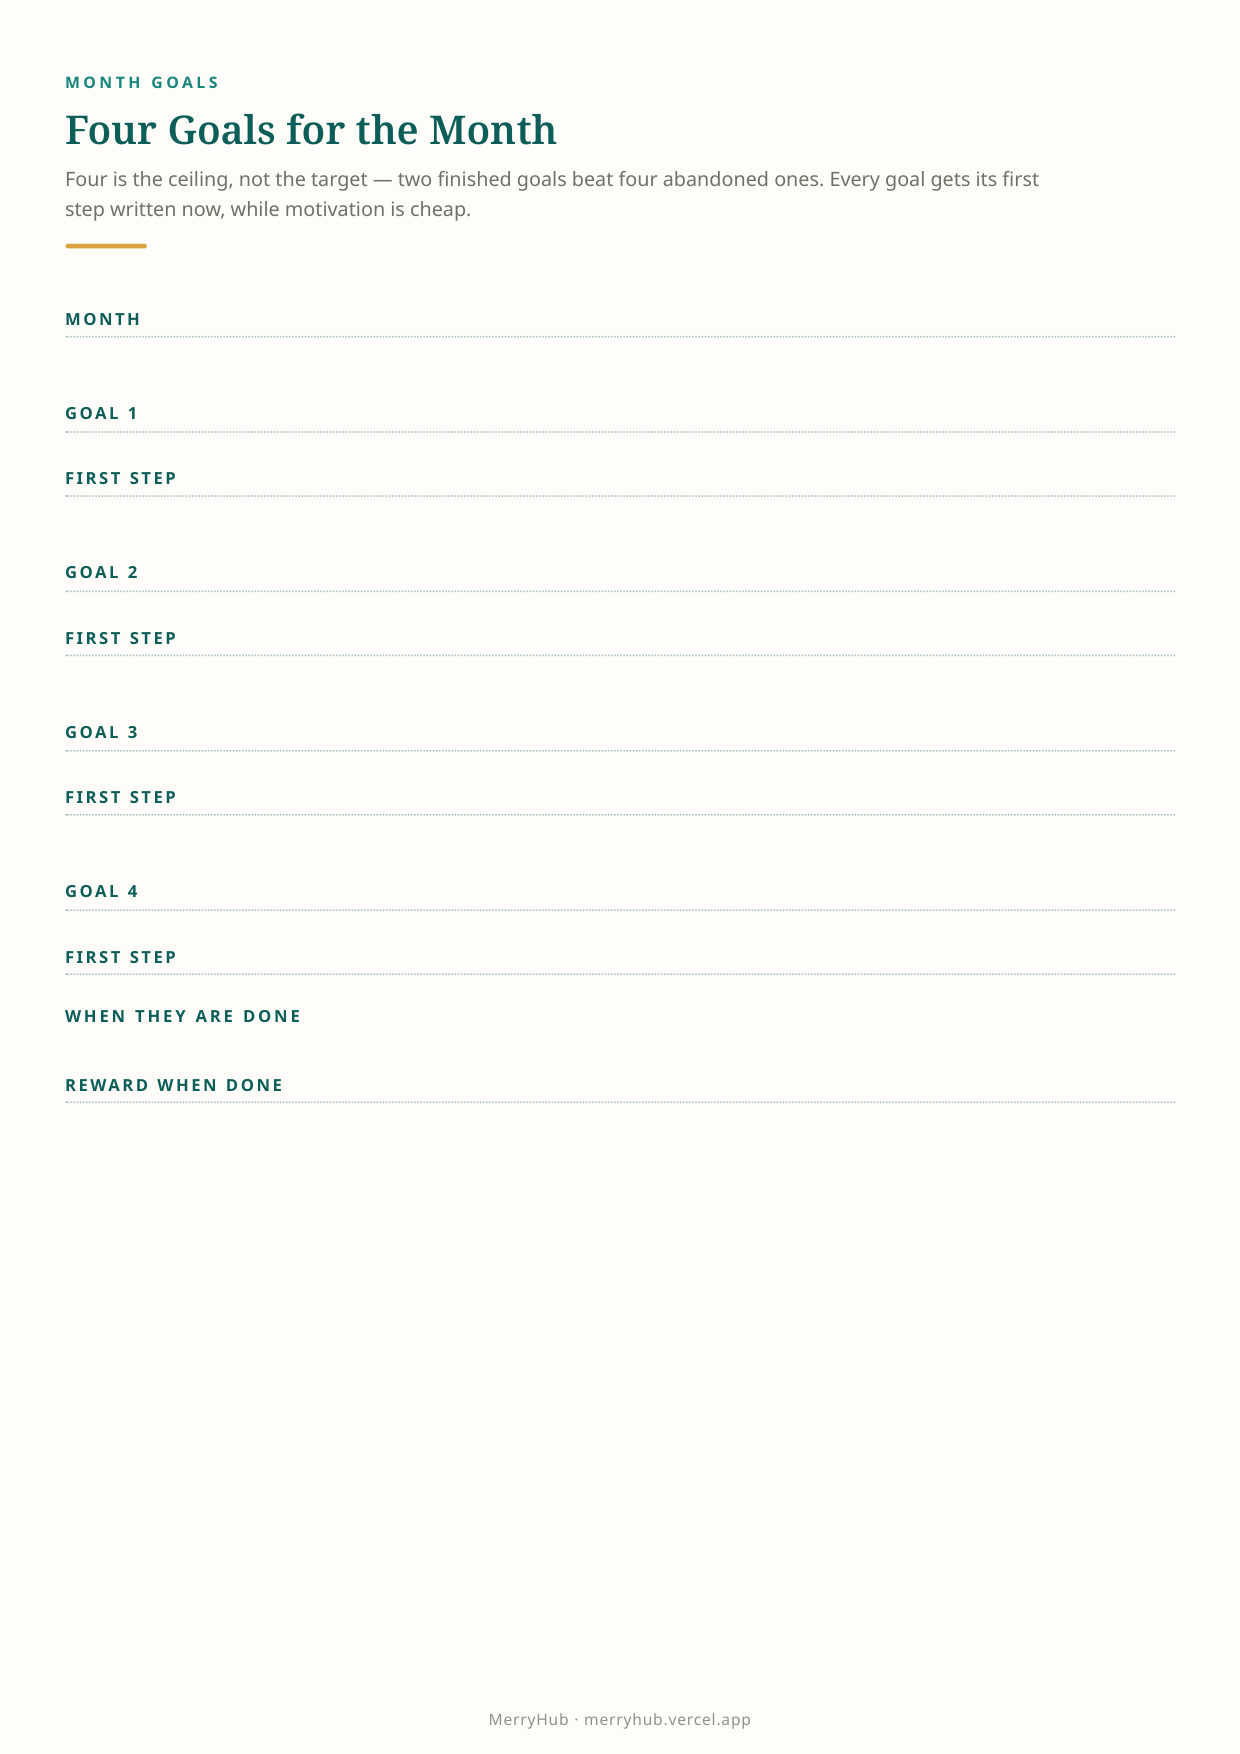 MONTH GOALS
Four Goals for the Month
Four is the ceiling, not the target — two finished goals beat four abandoned ones. Every goal gets its first
step written now, while motivation is cheap.
MONTH
GOAL 1
FIRST STEP
GOAL 2
FIRST STEP
GOAL 3
FIRST STEP
GOAL 4
FIRST STEP
WHEN THEY ARE DONE
REWARD WHEN DONE
MerryHub · merryhub.vercel.app